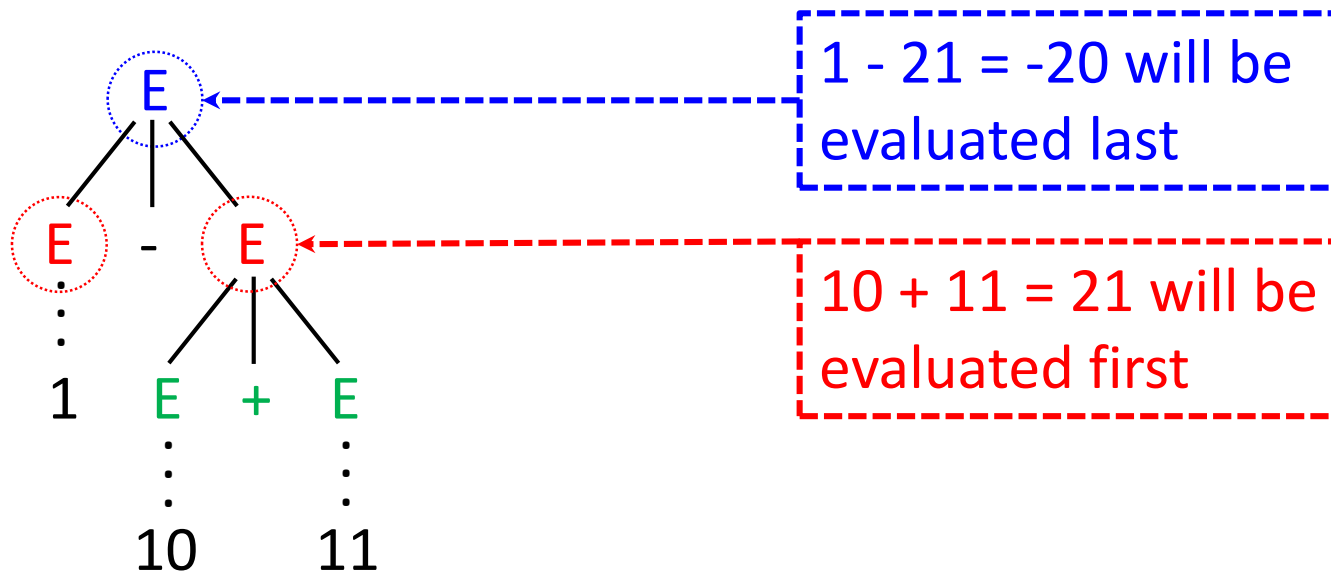 E
1 - 21 = -20 will be
evaluated last
E - E
10 + 11 = 21 will be
evaluated first
1 E + E
10 11